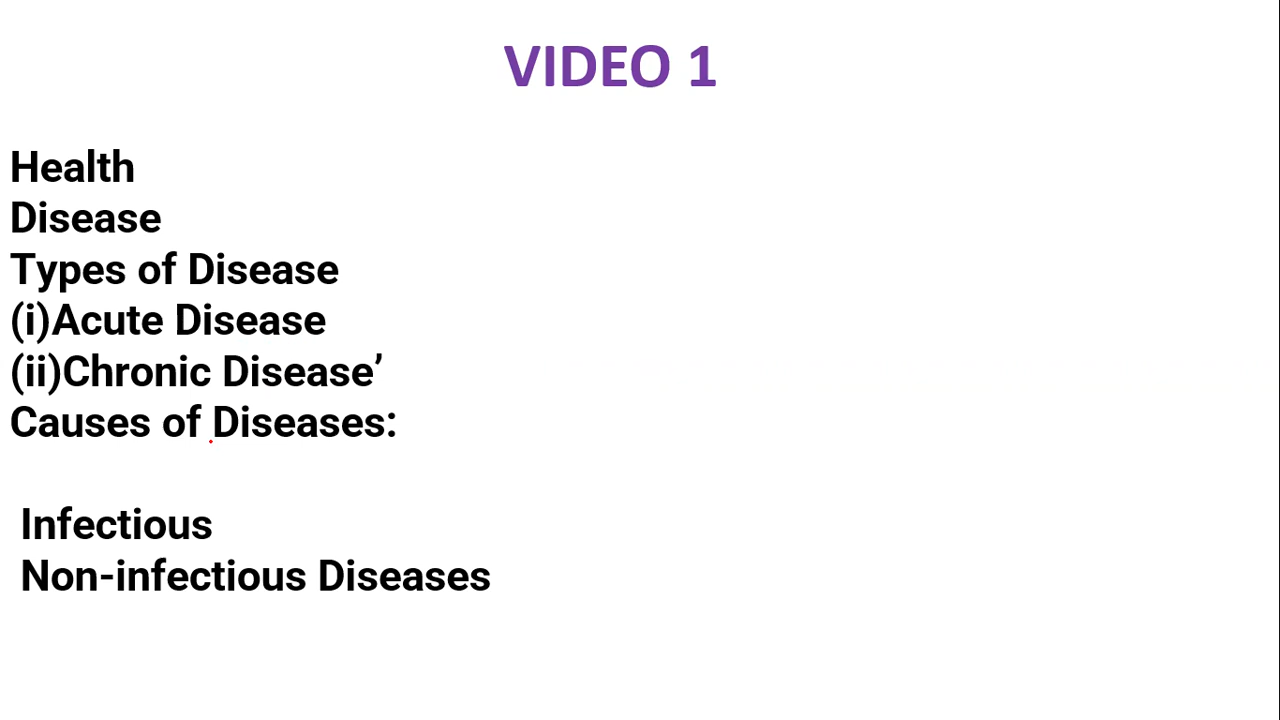 VIDEO 1
Health
Disease
Types of Disease
(i)Acute Disease
(ii)Chronic Disease’
Causes of Diseases:
Infectious
Non-infectious Diseases